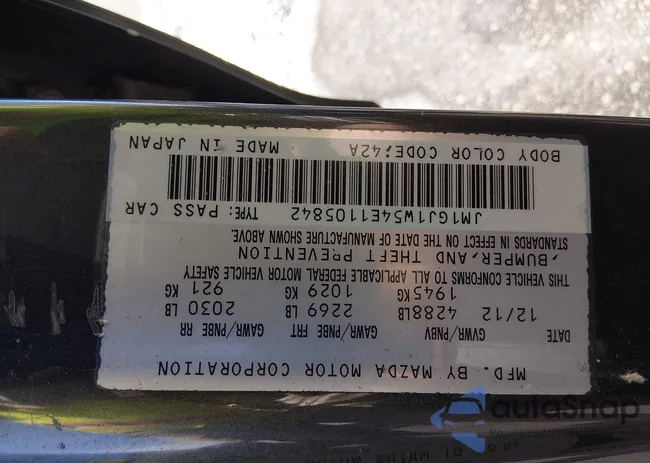 MFD. BY MAZDA MOTOR CORPORATION
DATE GVWR/PNBV GAWR/PNBE FRT GAWR/PNBE RR
12/12 4288LB 2269 LB 2030 LB
1945KG 1029 KG 921 KG
THIS VEHICLE CONFORMS TO ALL APPLICABLE FEDERAL MOTOR VEHICLE SAFETY
, BUMPER, AND THEFT PREVENTION
STANDARDS IN EFFECT ON THE DATE OF MANUFACTURE SHOWN ABOVE.
JM1GJ1W54E1105842 TYPE: PASS CAR
BODY COLOR CODE:42A MADE IN JAPAN
autoSnap